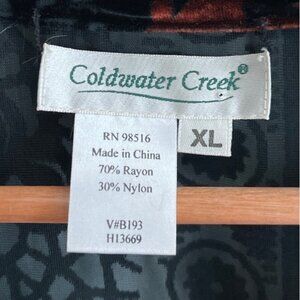 Coldwater Creek®
XL
RN 98516
Made in China
70% Rayon
30% Nylon
V#B193
H13669